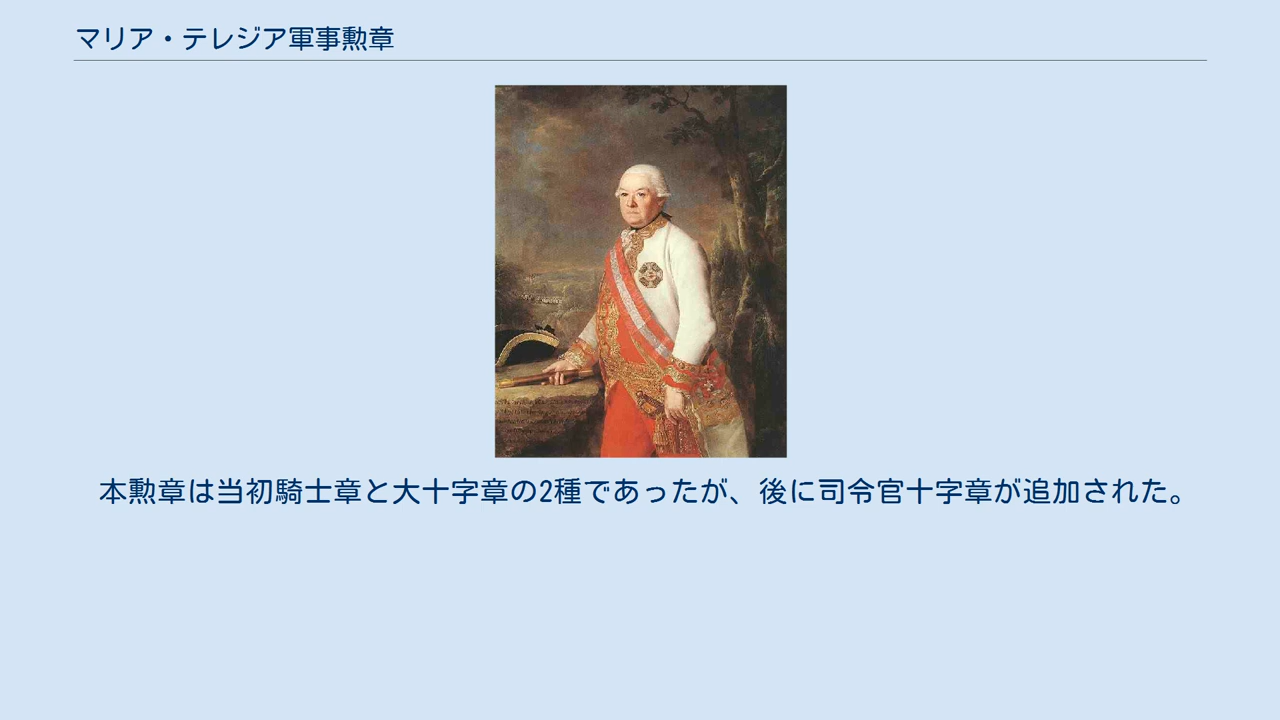 マリア・テレジア軍事勲章
本勲章は当初騎士章と大十字章の2種であったが、後に司令官十字章が追加された。